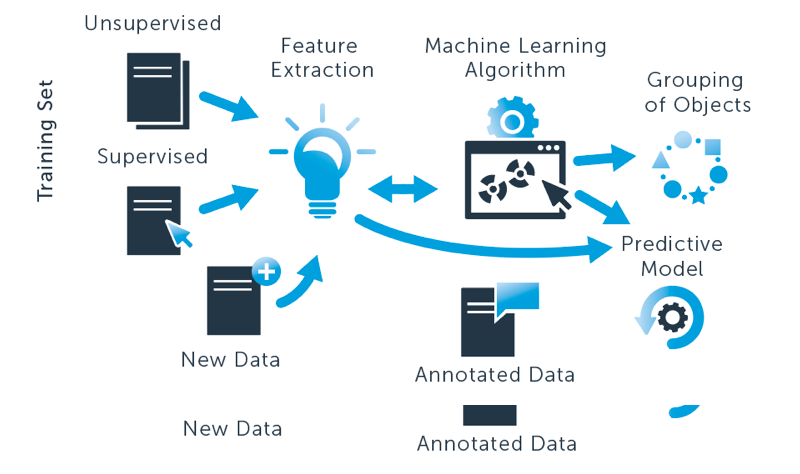 Unsupervised
Feature
Extraction
Machine Learning
Algorithm
Grouping
of Objects
Training Set
Supervised
Predictive
Model
New Data
Annotated Data
New Data
Annotated Data